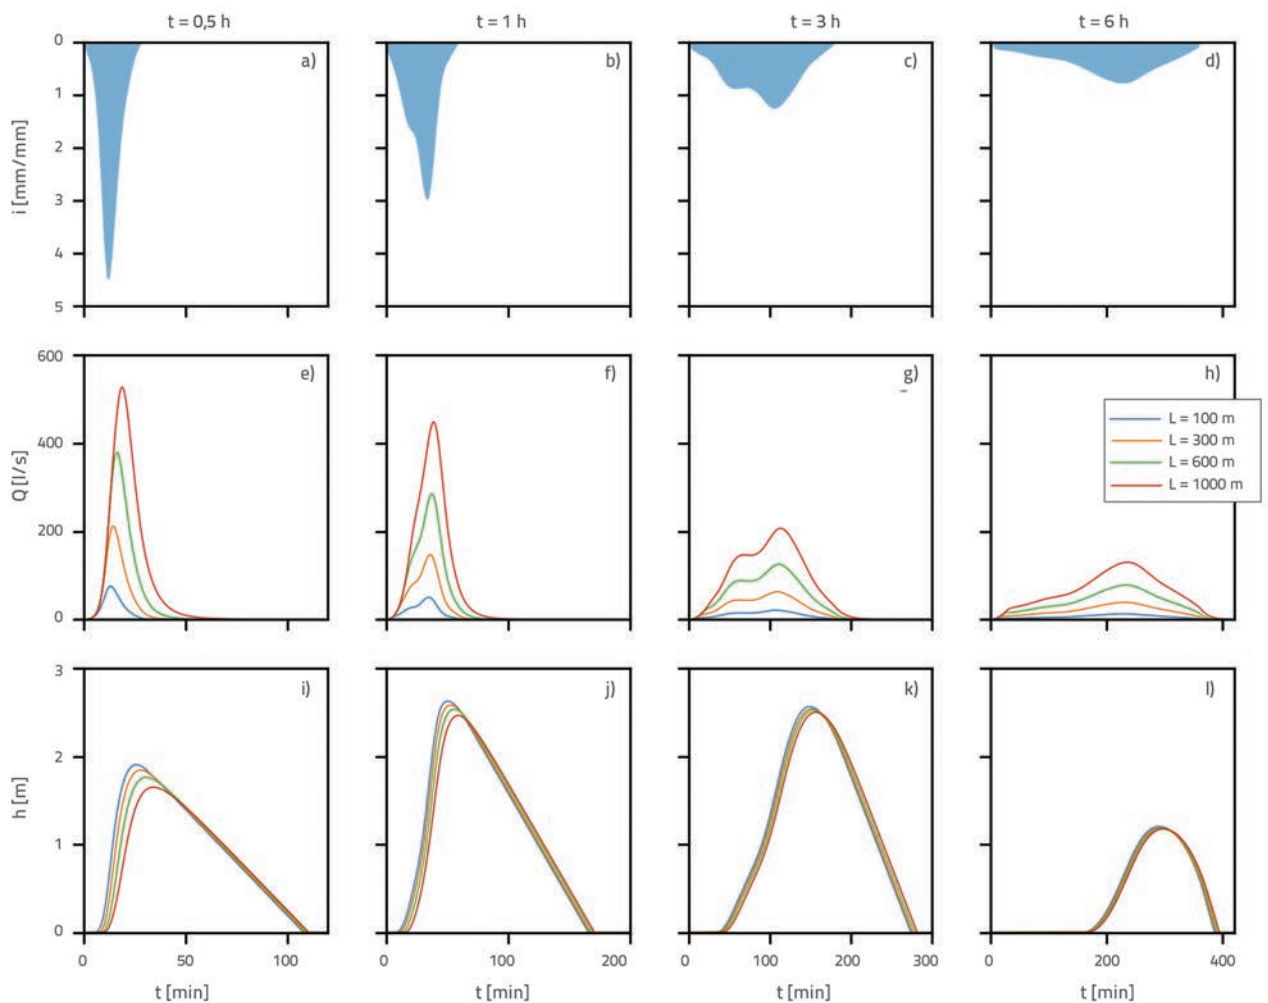 t = 0,5 h
t = 1 h
t = 3 h
t = 6 h
0
1
2
3
4
5
i [mm/mm]
a)
b)
c)
d)
600
400
200
0
Q [l/s]
e)
f)
g)
h)
L = 100 m
L = 300 m
L = 600 m
L = 1000 m
3
2
1
0
h [m]
i)
j)
k)
l)
0 50 100
0 100 200
0 100 200 300
0 200 400
t [min]
t [min]
t [min]
t [min]